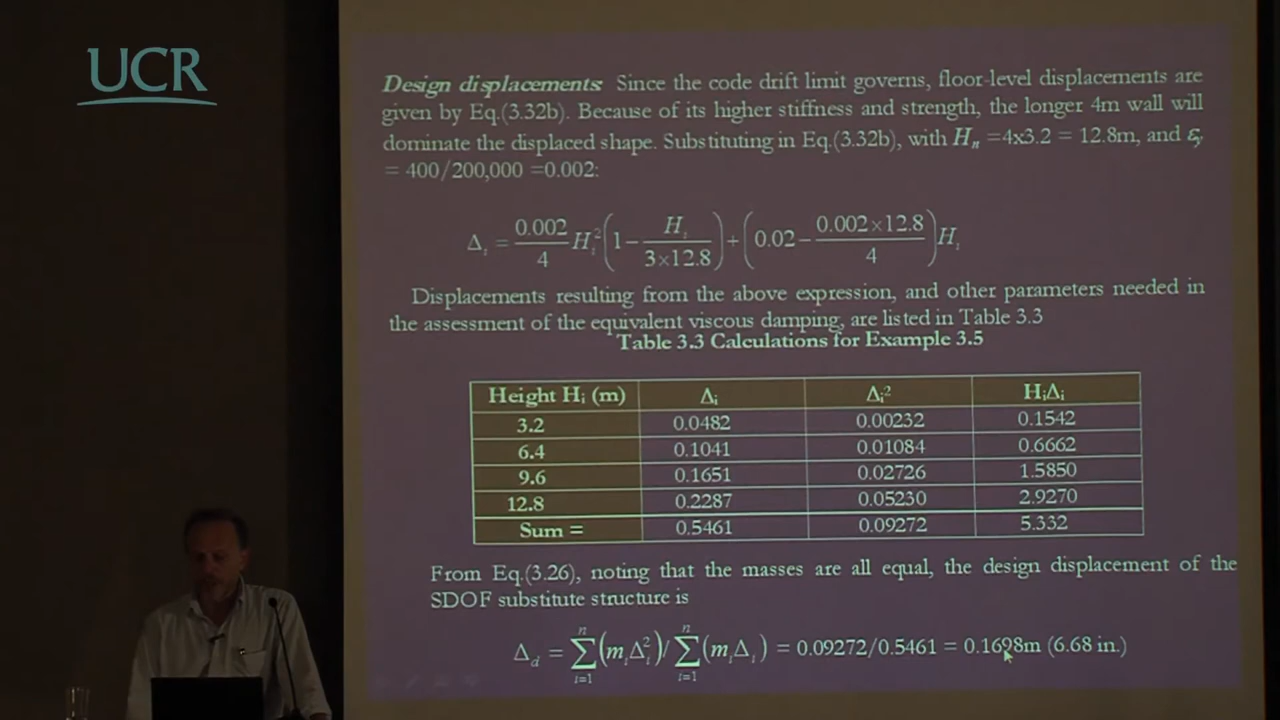 UCR
Design displacements: Since the code drift limit governs, floor-level displacements are
given by Eq.(3.32b). Because of its higher stiffness and strength, the longer 4m wall will
dominate the displaced shape. Substituting in Eq.(3.32b), with Hₙ =4x3.2 = 12.8m, and εᵧ
= 400/200,000 =0.002:
Δᵢ = 0.002/4 Hᵢ² (1 − Hᵢ/(3×12.8)) + (0.02 − (0.002×12.8)/4) Hᵢ
Displacements resulting from the above expression, and other parameters needed in
the assessment of the equivalent viscous damping, are listed in Table 3.3
Table 3.3 Calculations for Example 3.5
Height Hᵢ (m) Δᵢ Δᵢ² HᵢΔᵢ
3.2 0.0482 0.00232 0.1542
6.4 0.1041 0.01084 0.6662
9.6 0.1651 0.02726 1.5850
12.8 0.2287 0.05230 2.9270
Sum = 0.5461 0.09272 5.332
From Eq.(3.26), noting that the masses are all equal, the design displacement of the
SDOF substitute structure is
Δd = ∑ⁿᵢ₌₁ (mᵢΔᵢ²) / ∑ⁿᵢ₌₁ (mᵢΔᵢ) = 0.09272/0.5461 = 0.1698m (6.68 in.)